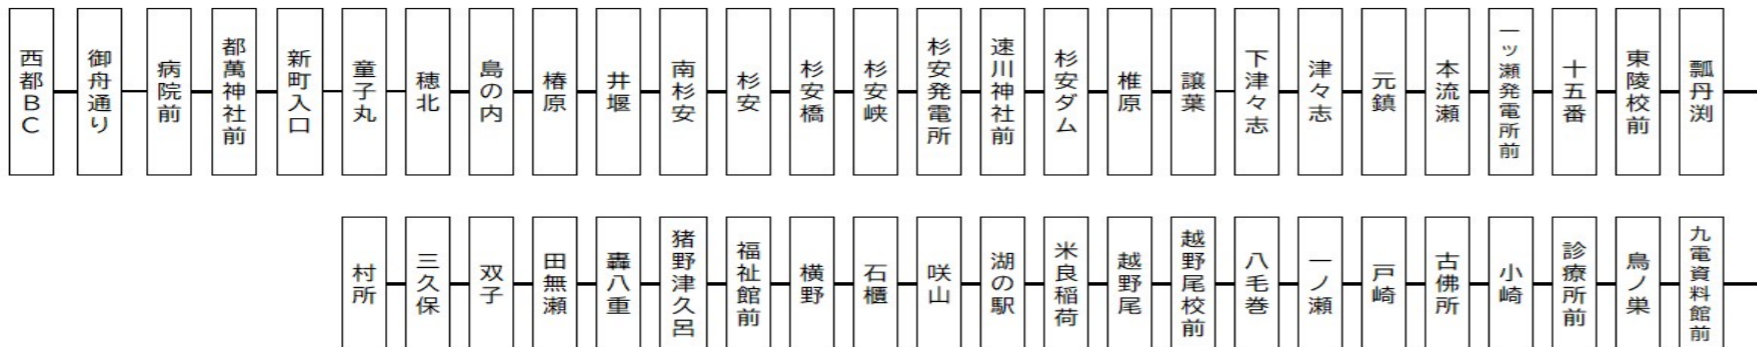 西都BC
御舟通り
病院前
都萬神社前
新町入口
童子丸
穂北
島の内
椿原
井堰
南杉安
杉安
杉安橋
杉安峡
杉安発電所
速川神社前
杉安ダム
椎原
譲葉
下津々志
津々志
元鎮
本流瀬
一ッ瀬発電所前
十五番
東陵校前
瓢丹渕
村所
三久保
双子
田無瀬
轟八重
猪野津久呂
福祉館前
横野
石櫃
咲山
湖の駅
米良稲荷
越野尾
越野尾校前
八毛巻
一ノ瀬
戸崎
古佛所
小崎
診療所前
鳥ノ巣
九電資料館前